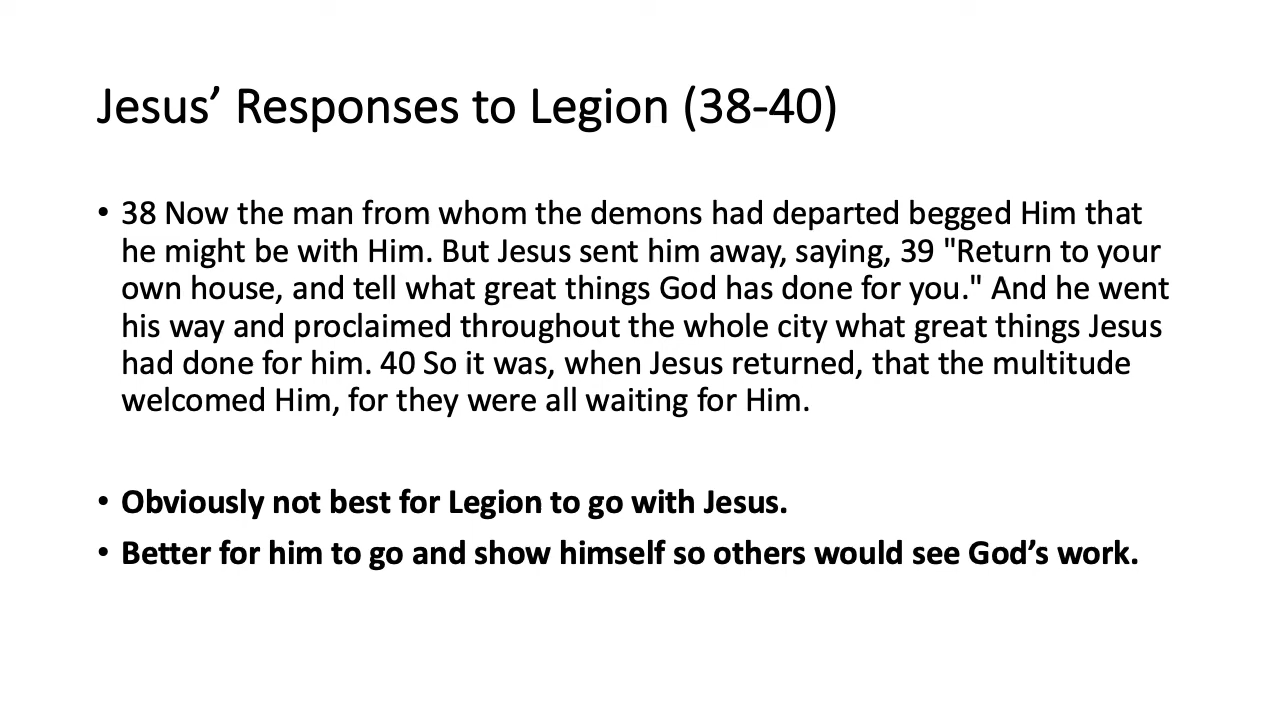 Jesus’ Responses to Legion (38-40)
• 38 Now the man from whom the demons had departed begged Him that
he might be with Him. But Jesus sent him away, saying, 39 "Return to your
own house, and tell what great things God has done for you." And he went
his way and proclaimed throughout the whole city what great things Jesus
had done for him. 40 So it was, when Jesus returned, that the multitude
welcomed Him, for they were all waiting for Him.
• Obviously not best for Legion to go with Jesus.
• Better for him to go and show himself so others would see God’s work.